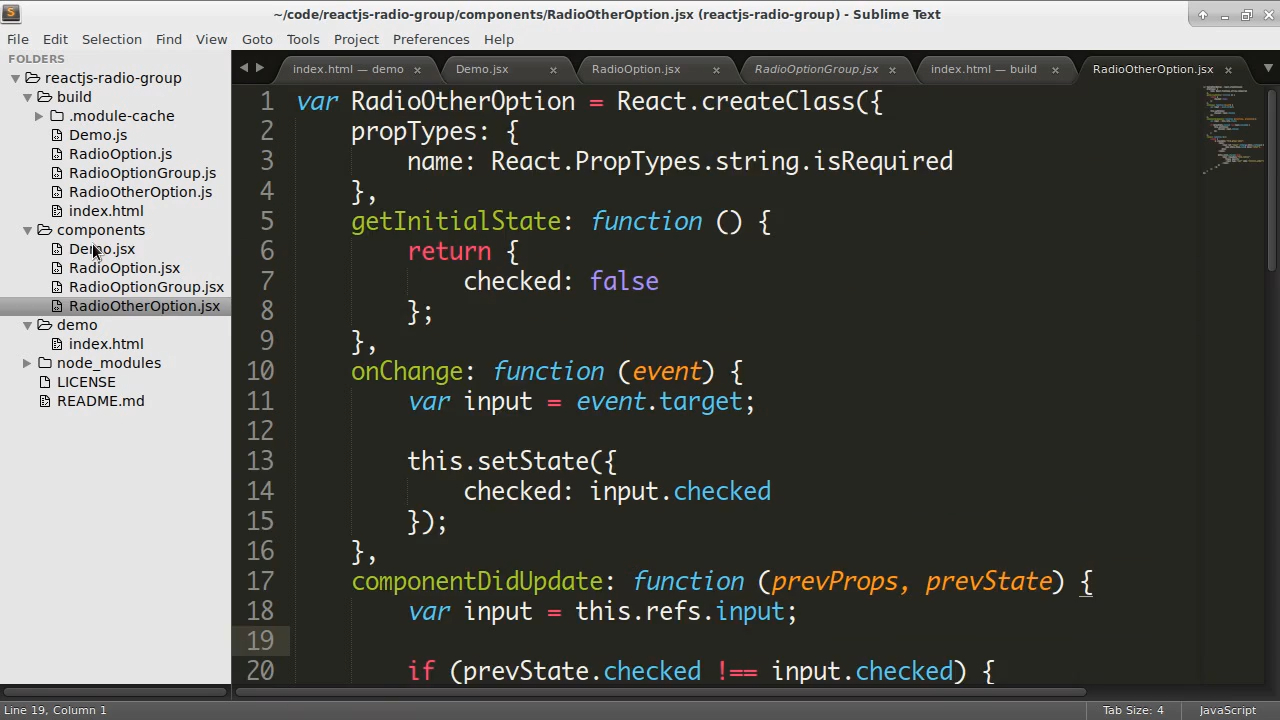 ~/code/reactjs-radio-group/components/RadioOtherOption.jsx (reactjs-radio-group) - Sublime Text
File Edit Selection Find View Goto Tools Project Preferences Help
FOLDERS
reactjs-radio-group
build
.module-cache
Demo.js
RadioOption.js
RadioOptionGroup.js
RadioOtherOption.js
index.html
components
Demo.jsx
RadioOption.jsx
RadioOptionGroup.jsx
RadioOtherOption.jsx
demo
index.html
node_modules
LICENSE
README.md
index.html — demo Demo.jsx RadioOption.jsx RadioOptionGroup.jsx index.html — build RadioOtherOption.jsx
1 var RadioOtherOption = React.createClass({
2 propTypes: {
3 name: React.PropTypes.string.isRequired
4 },
5 getInitialState: function () {
6 return {
7 checked: false
8 };
9 },
10 onChange: function (event) {
11 var input = event.target;
12
13 this.setState({
14 checked: input.checked
15 });
16 },
17 componentDidUpdate: function (prevProps, prevState) {
18 var input = this.refs.input;
19
20 if (prevState.checked !== input.checked) {
Line 19, Column 1 Tab Size: 4 JavaScript